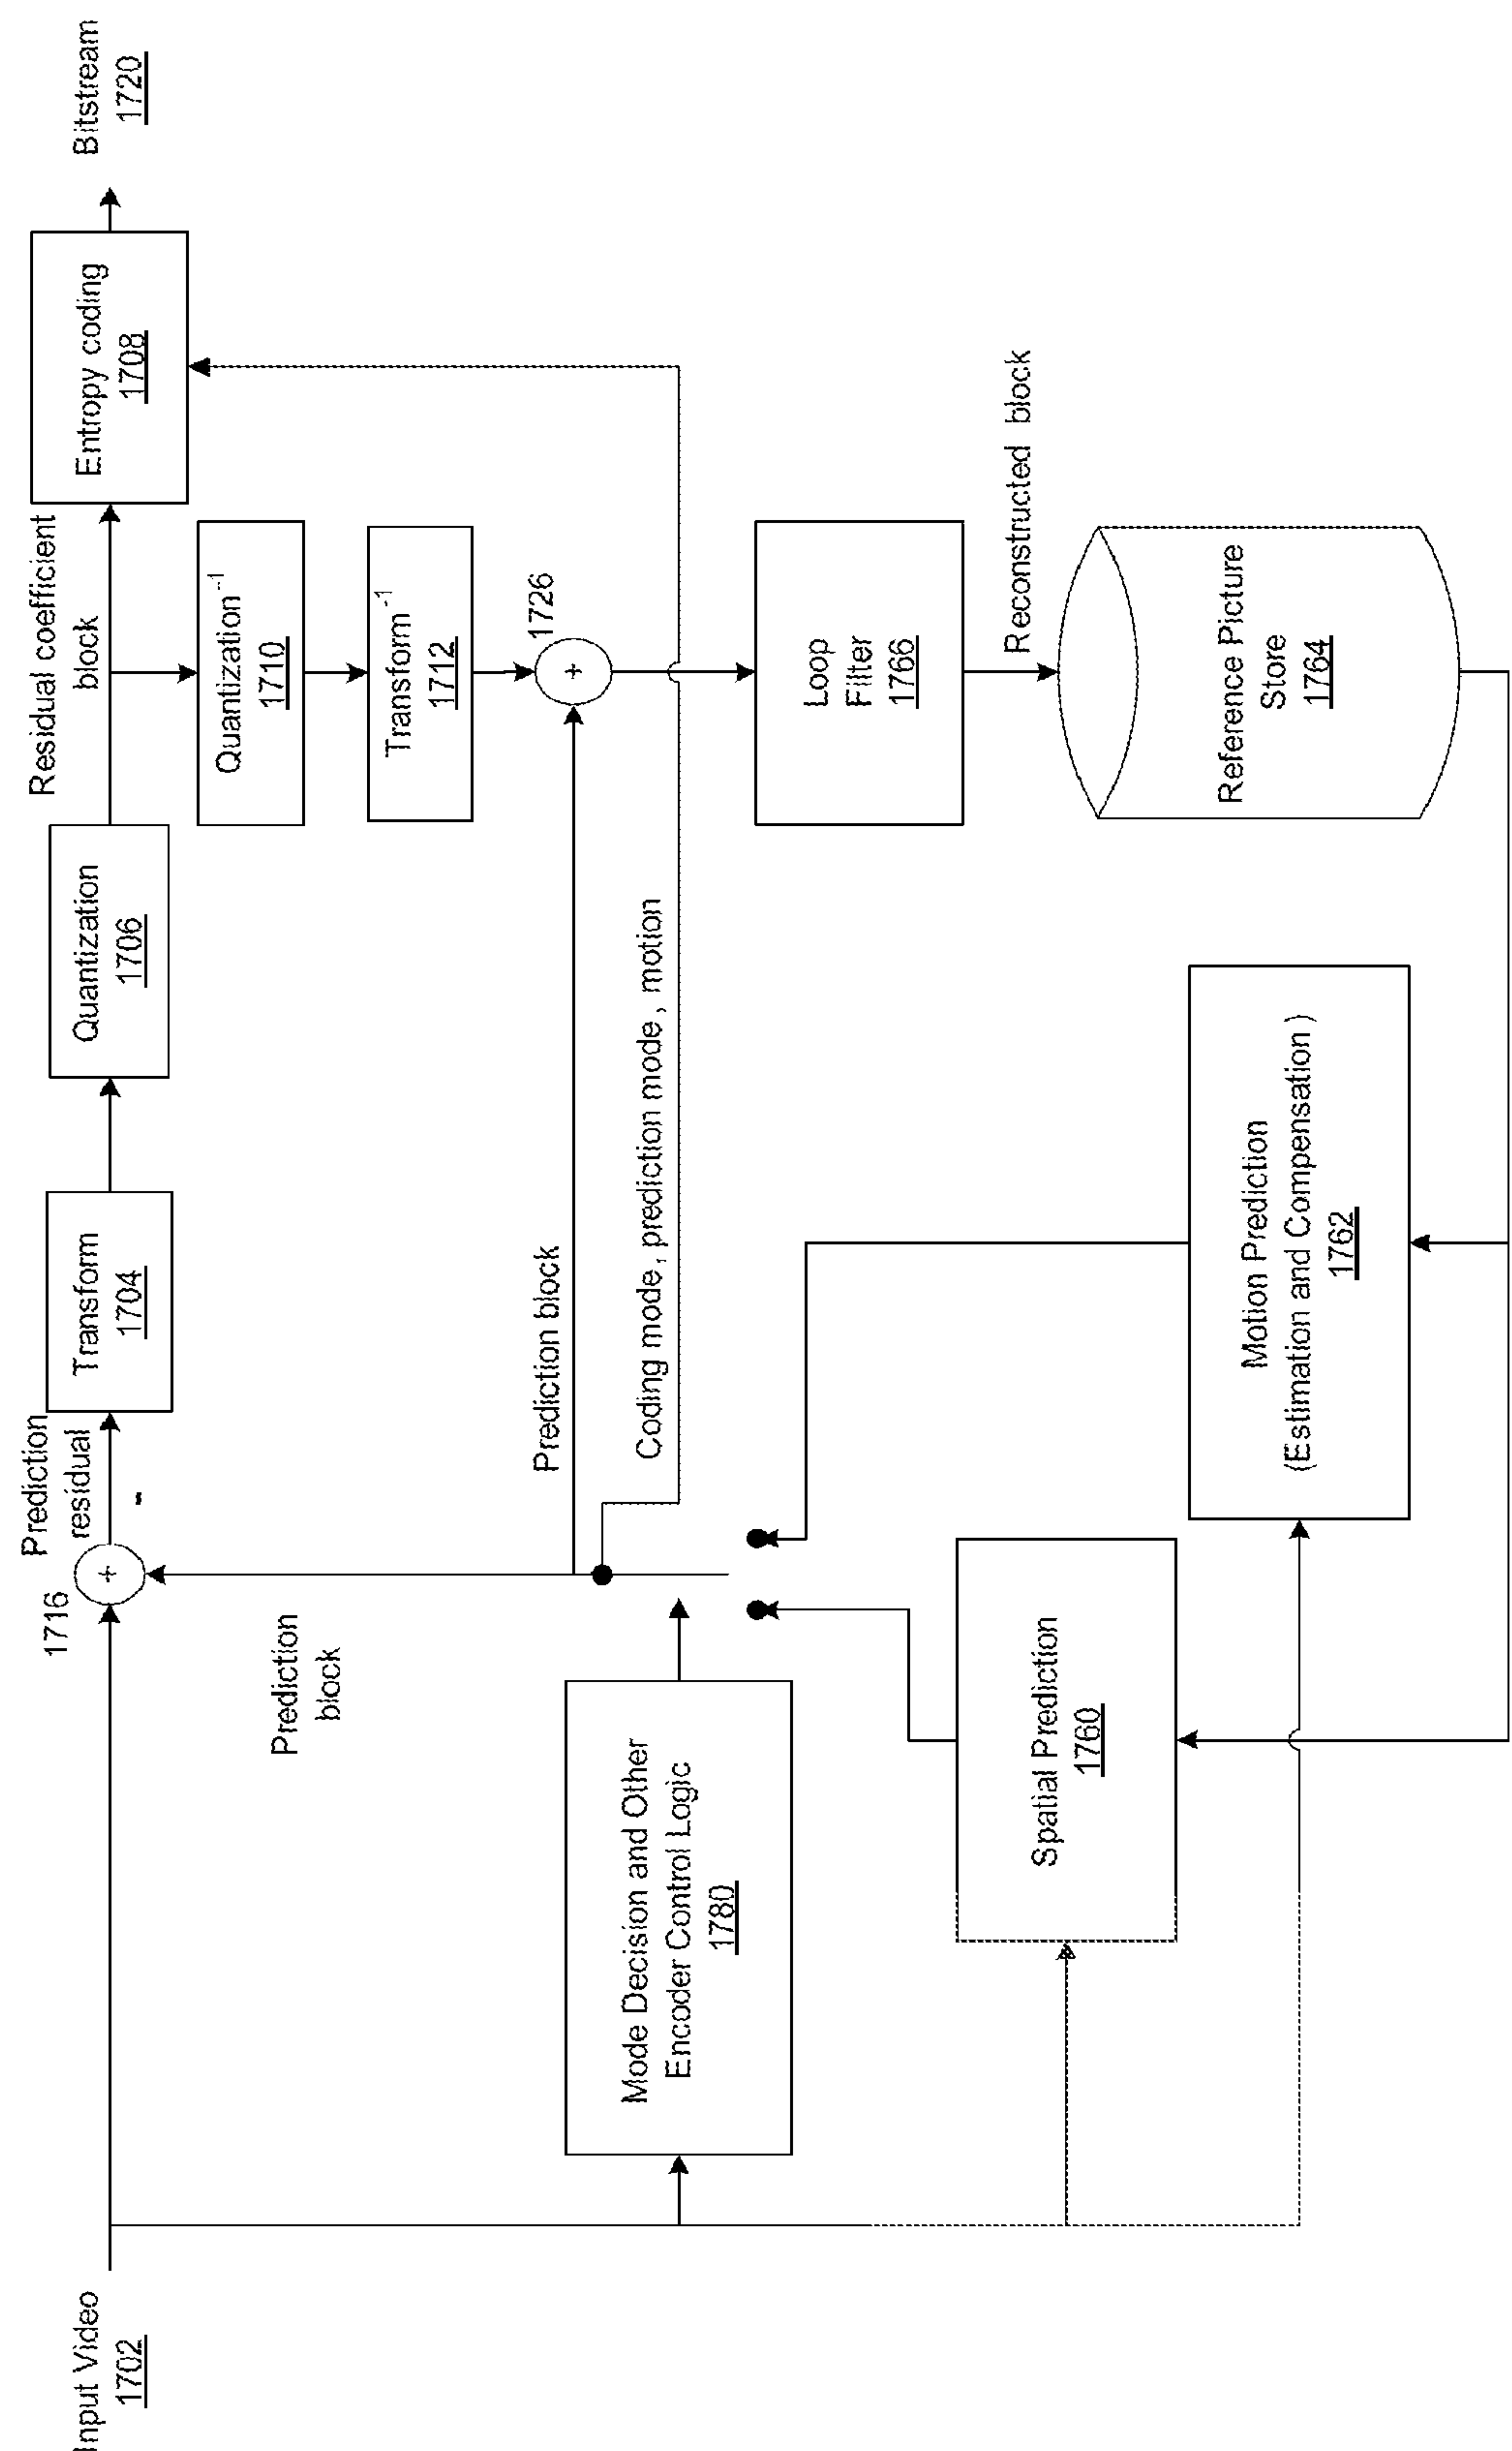 Input Video
1702
1716
Prediction
residual
-
+
Transform
1704
Quantization
1706
Residual coefficient
block
Entropy coding
1708
Bitstream
1720
Prediction
block
Quantization-1
1710
Transform-1
1712
Prediction block
+
1726
Mode Decision and Other
Encoder Control Logic
1780
Coding mode, prediction mode, motion
Loop
Filter
1766
Spatial Prediction
1760
Reconstructed block
Motion Prediction
(Estimation and Compensation )
1762
Reference Picture
Store
1764